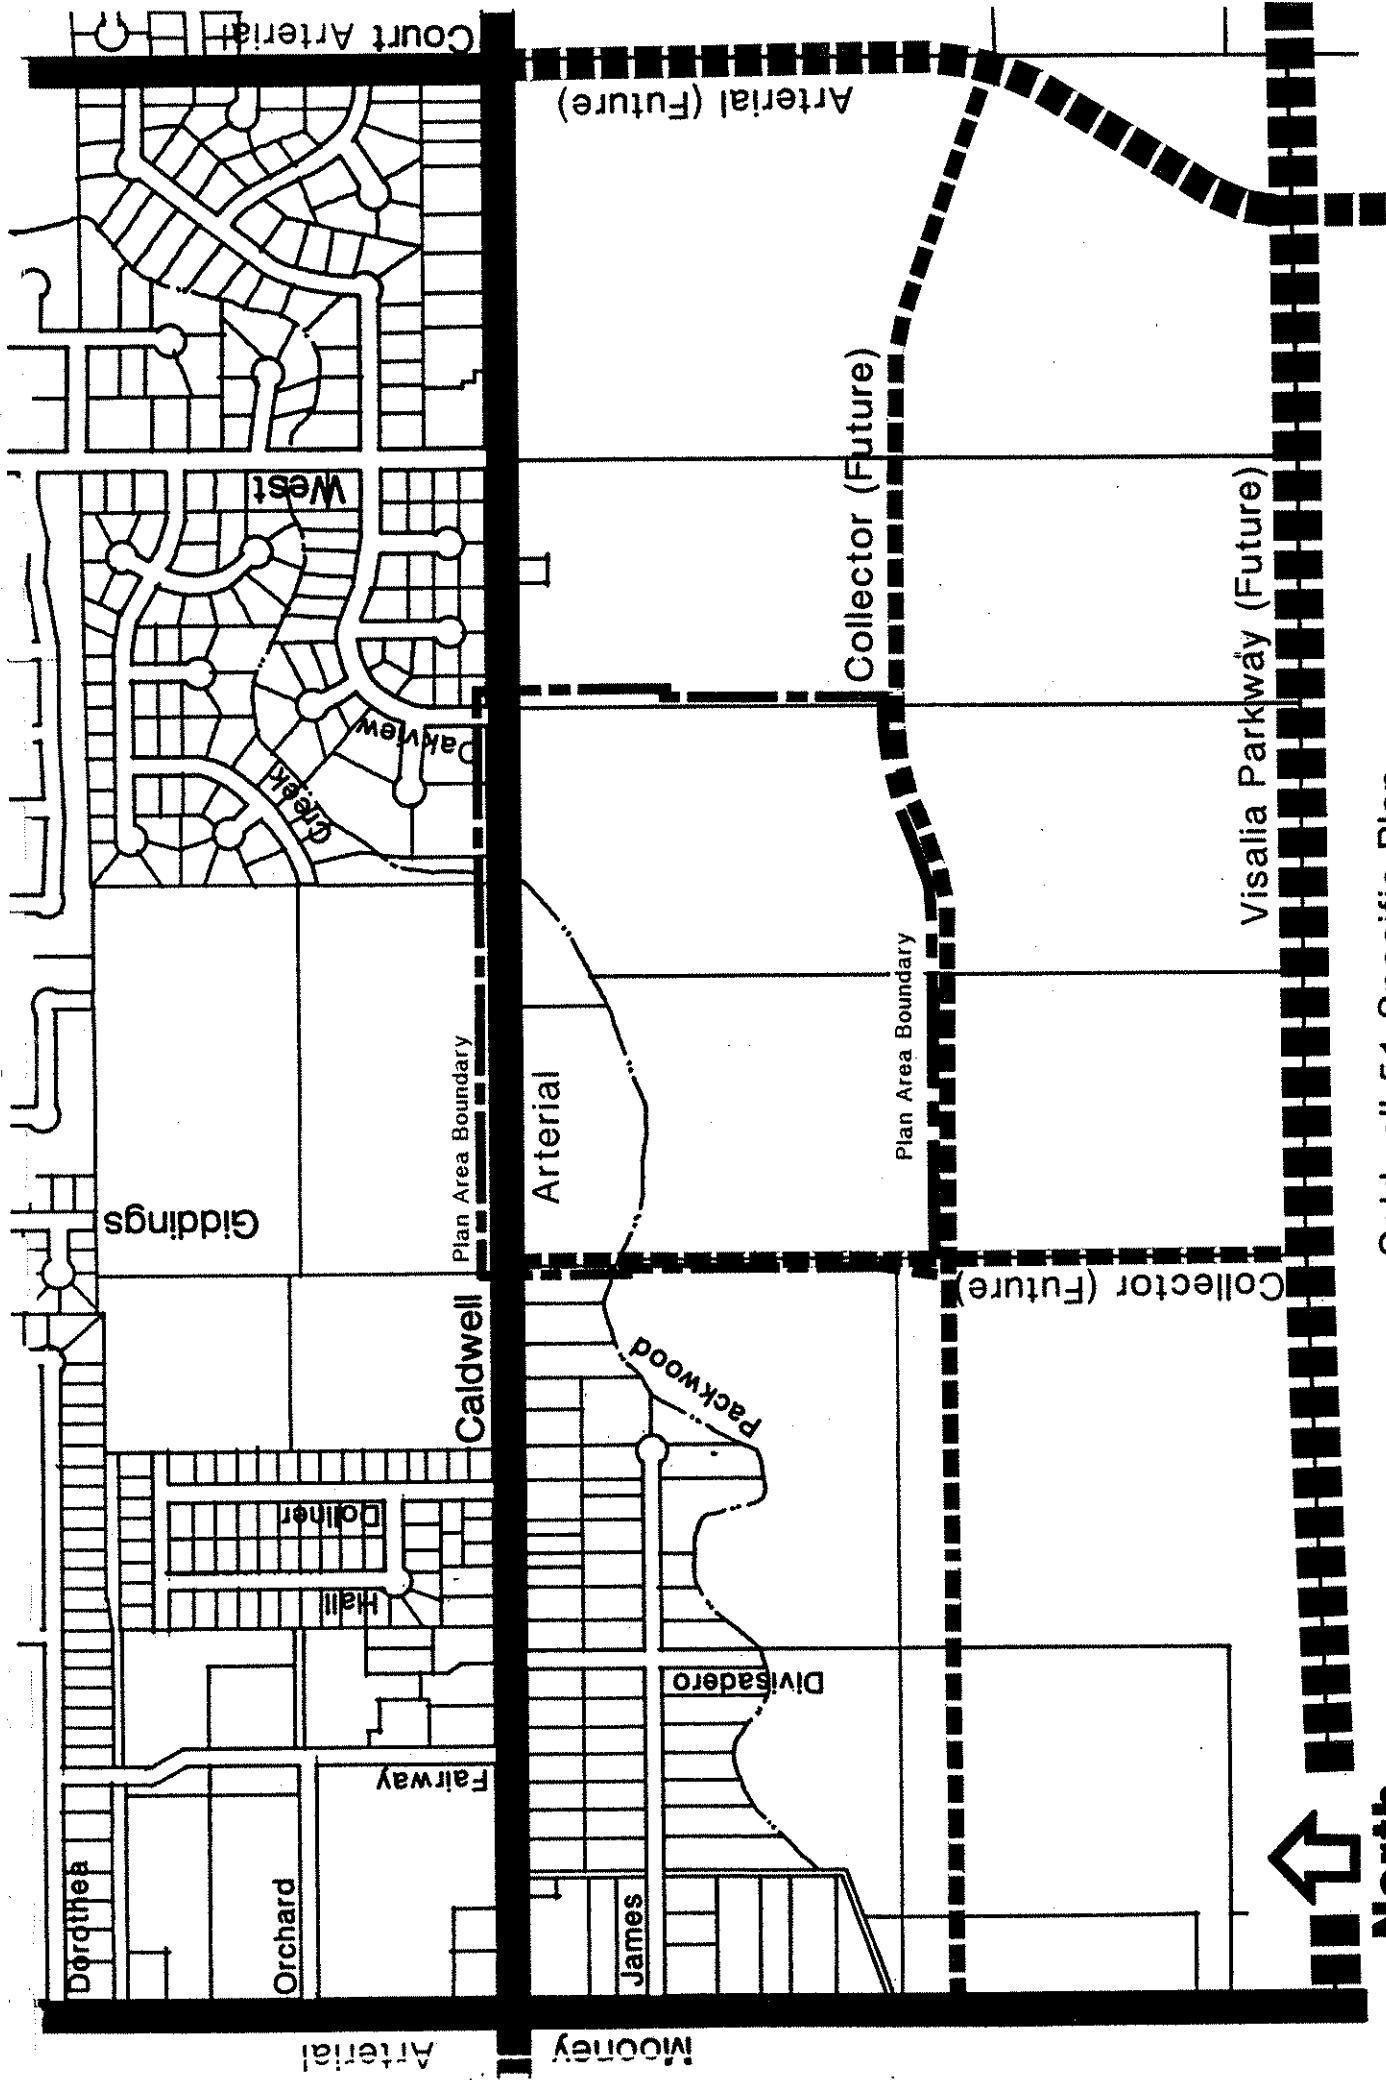 Court Arterial
Arterial (Future)
Collector (Future)
West
Oakview
Creek
Visalia Parkway (Future)
Plan Area Boundary
Plan Area Boundary
Arterial
Giddings
Collector (Future)
Caldwell
Packwood
Dollner
Hall
Divisadero
Fairway
Dorothea
Orchard
James
North
Arterial
Mooney